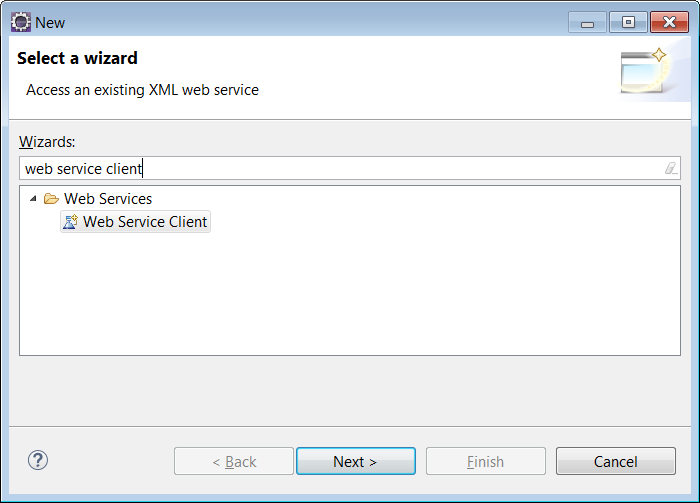 New
Select a wizard
Access an existing XML web service
Wizards:
web service client
Web Services
Web Service Client
?
< Back
Next >
Finish
Cancel